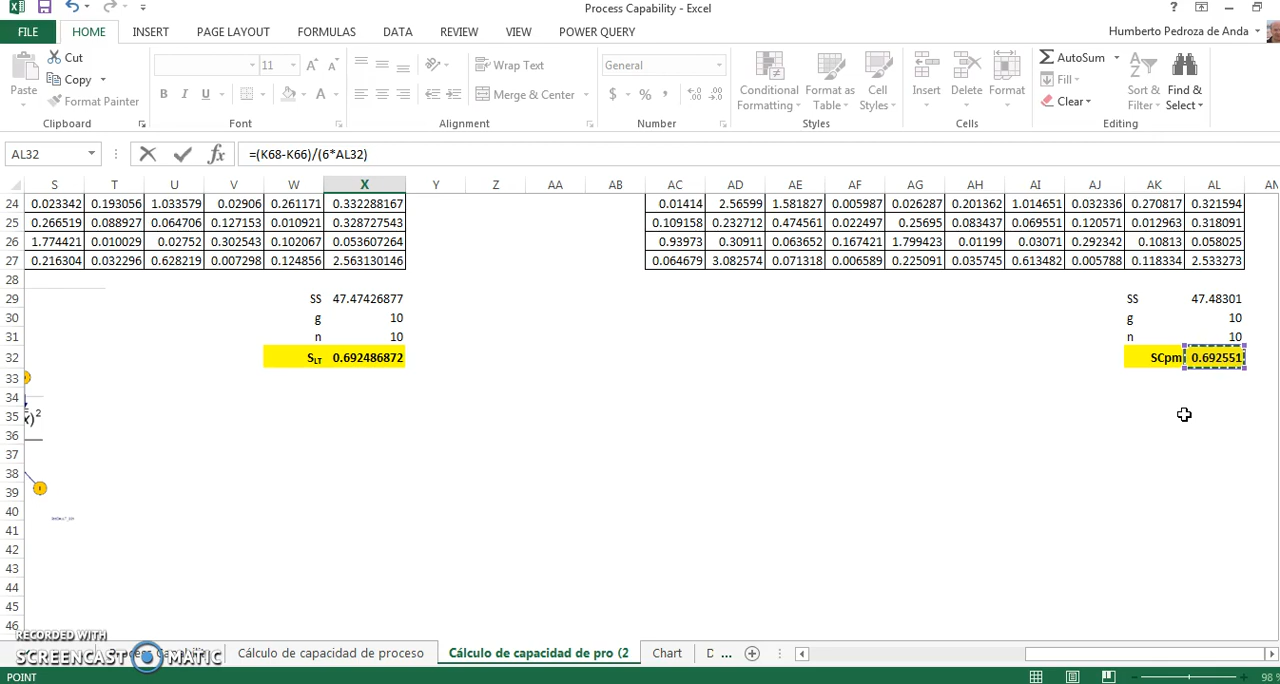 Process Capability - Excel
FILE HOME INSERT PAGE LAYOUT FORMULAS DATA REVIEW VIEW POWER QUERY Humberto Pedroza de Anda
Paste Cut Copy Format Painter
Clipboard
11 B I U A
Font
Wrap Text Merge & Center
Alignment
General $ % ,
Number
Conditional Formatting Format as Table Cell Styles
Styles
Insert Delete Format
Cells
AutoSum Fill Clear Sort & Filter Find & Select
Editing
AL32 fx =(K68-K66)/(6*AL32)
S T U V W X Y Z AA AB AC AD AE AF AG AH AI AJ AK AL AM
24 0.023342 0.193056 1.033579 0.02906 0.261171 0.332288167 0.01414 2.56599 1.581827 0.005987 0.026287 0.201362 1.014651 0.032336 0.270817 0.321594
25 0.266519 0.088927 0.064706 0.127153 0.010921 0.328727543 0.109158 0.232712 0.474561 0.022497 0.25695 0.083437 0.069551 0.120571 0.012963 0.318091
26 1.774421 0.010029 0.02752 0.302543 0.102067 0.053607264 0.93973 0.30911 0.063652 0.167421 1.799423 0.01199 0.03071 0.292342 0.10813 0.058025
27 0.216304 0.032296 0.628219 0.007298 0.124856 2.563130146 0.064679 3.082574 0.071318 0.006589 0.225091 0.035745 0.613482 0.005788 0.118334 2.533273
28
29 SS 47.47426877 SS 47.48301
30 g 10 g 10
31 n 10 n 10
32 SLT 0.692486872 SCpm 0.692551
33
34
35 x)²
36
37
38
39
40
41
42
43
44
45
46
RECORDED WITH
SCREENCAST MATIC
Cálculo de capacidad de proceso Cálculo de capacidad de pro (2 Chart D ...
POINT 98